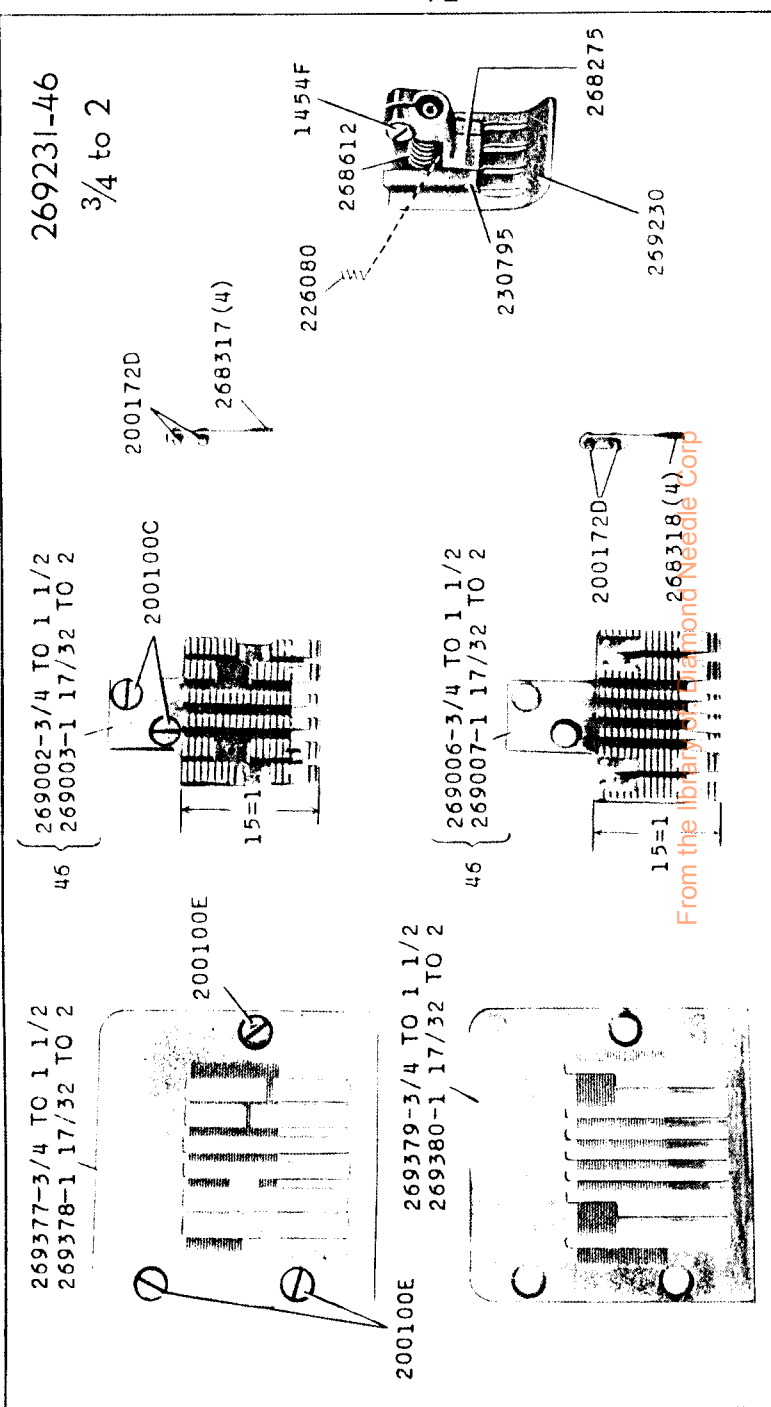 269377-3/4 TO 1 1/2
269378-1 17/32 TO 2
200100E
200100E
46
269002-3/4 TO 1 1/2
269003-1 17/32 TO 2
200100C
15=1
200172D
268317(4)
269231-46
3/4 to 2
1454F
268612
226080
230795
268275
269230
269379-3/4 TO 1 1/2
269380-1 17/32 TO 2
46
269006-3/4 TO 1 1/2
269007-1 17/32 TO 2
15=1
200172D
268318(4)
From the library of: Diamond Needle Corp